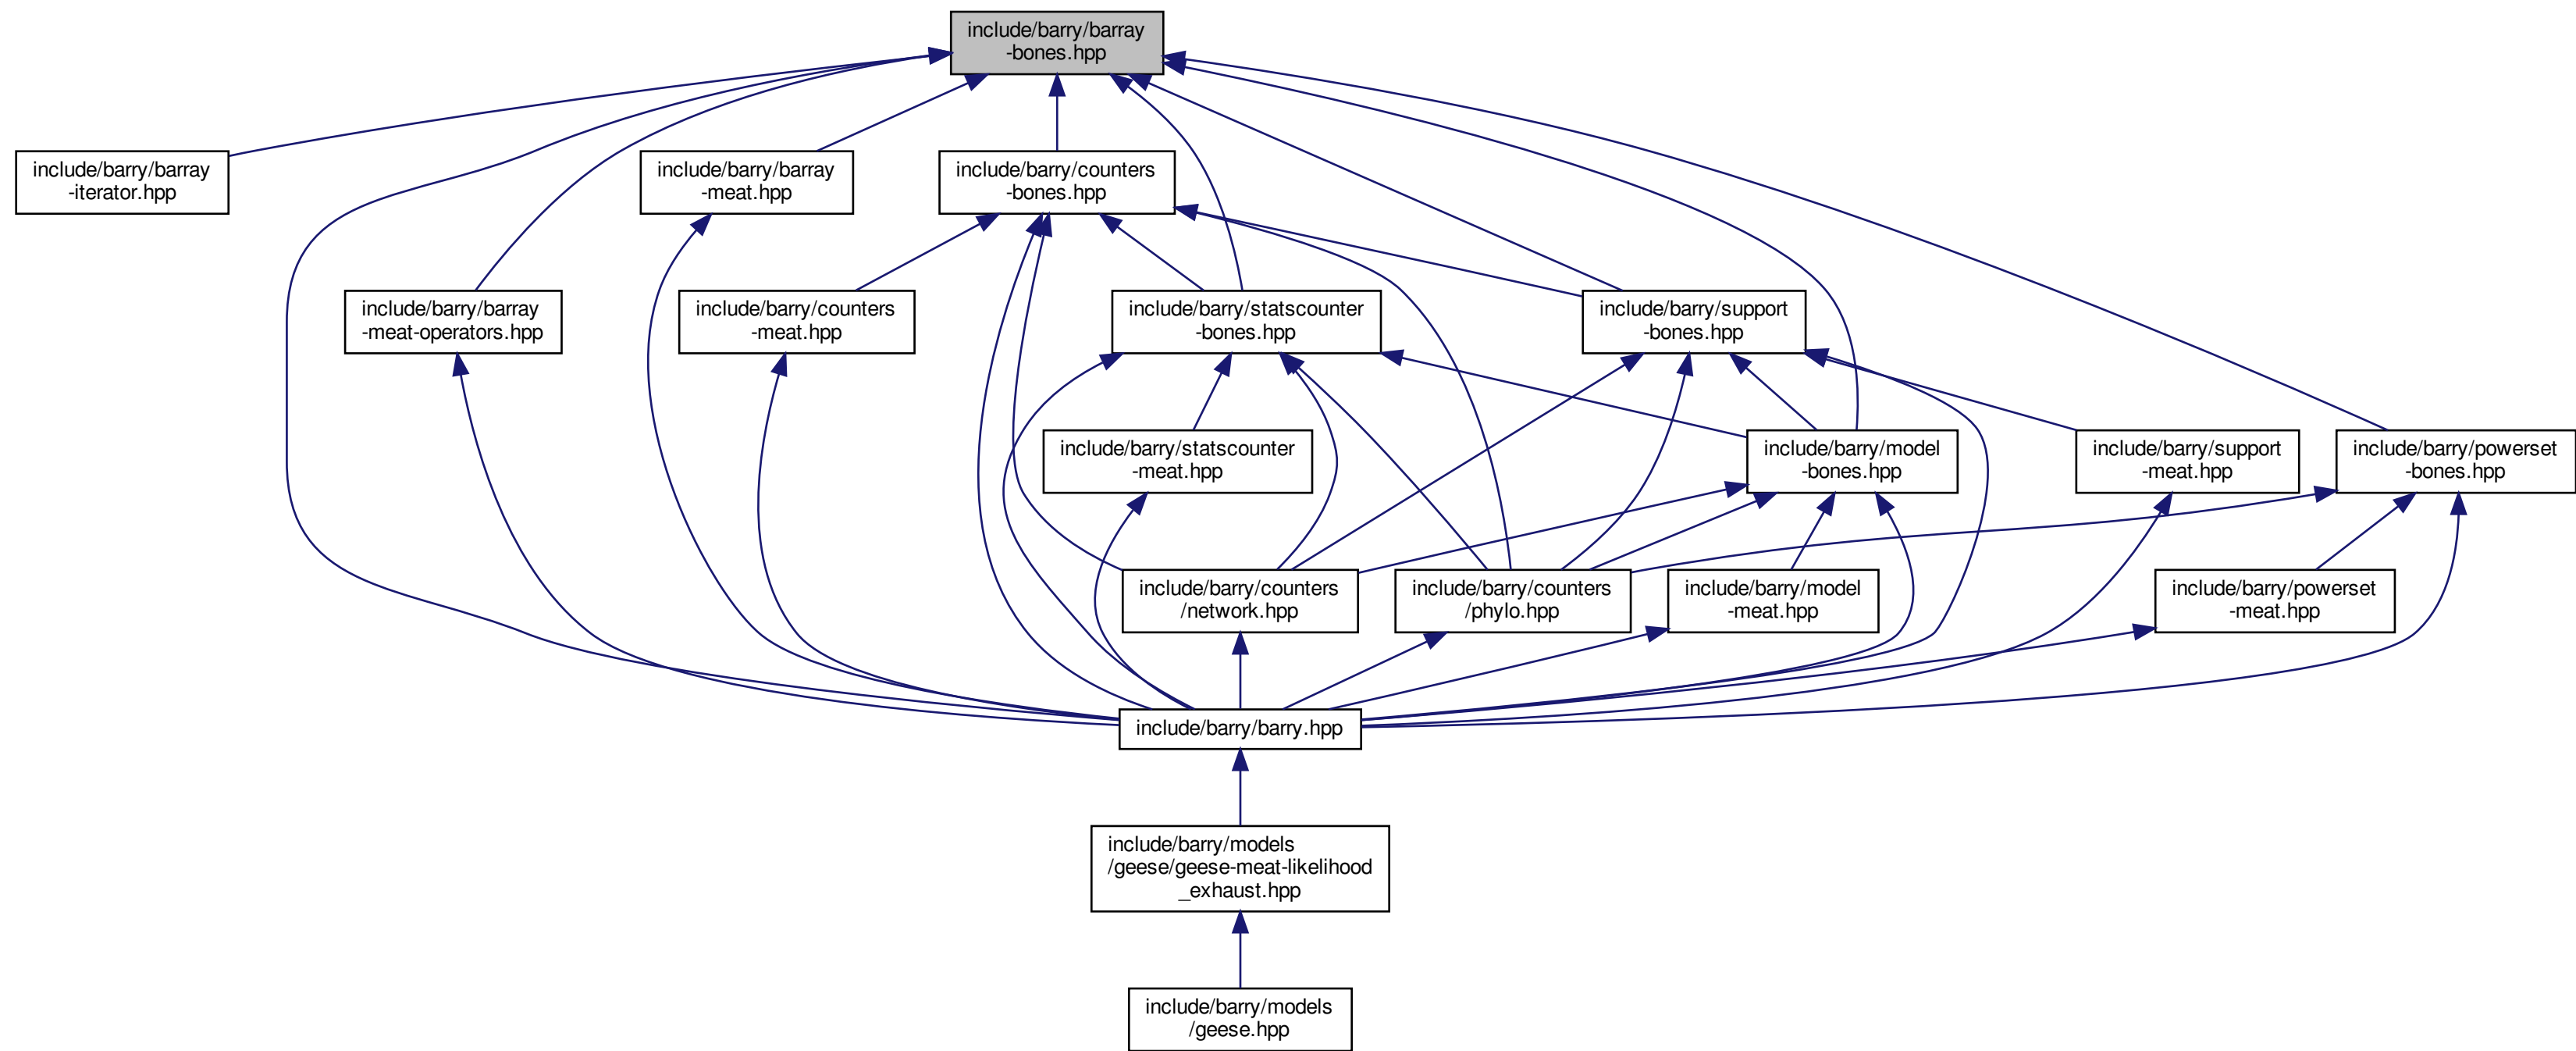 include/barry/barray
-bones.hpp
include/barry/barray
-iterator.hpp
include/barry/barray
-meat.hpp
include/barry/counters
-bones.hpp
include/barry/barray
-meat-operators.hpp
include/barry/counters
-meat.hpp
include/barry/statscounter
-bones.hpp
include/barry/support
-bones.hpp
include/barry/statscounter
-meat.hpp
include/barry/model
-bones.hpp
include/barry/support
-meat.hpp
include/barry/powerset
-bones.hpp
include/barry/counters
/network.hpp
include/barry/counters
/phylo.hpp
include/barry/model
-meat.hpp
include/barry/powerset
-meat.hpp
include/barry/barry.hpp
include/barry/models
/geese/geese-meat-likelihood
_exhaust.hpp
include/barry/models
/geese.hpp